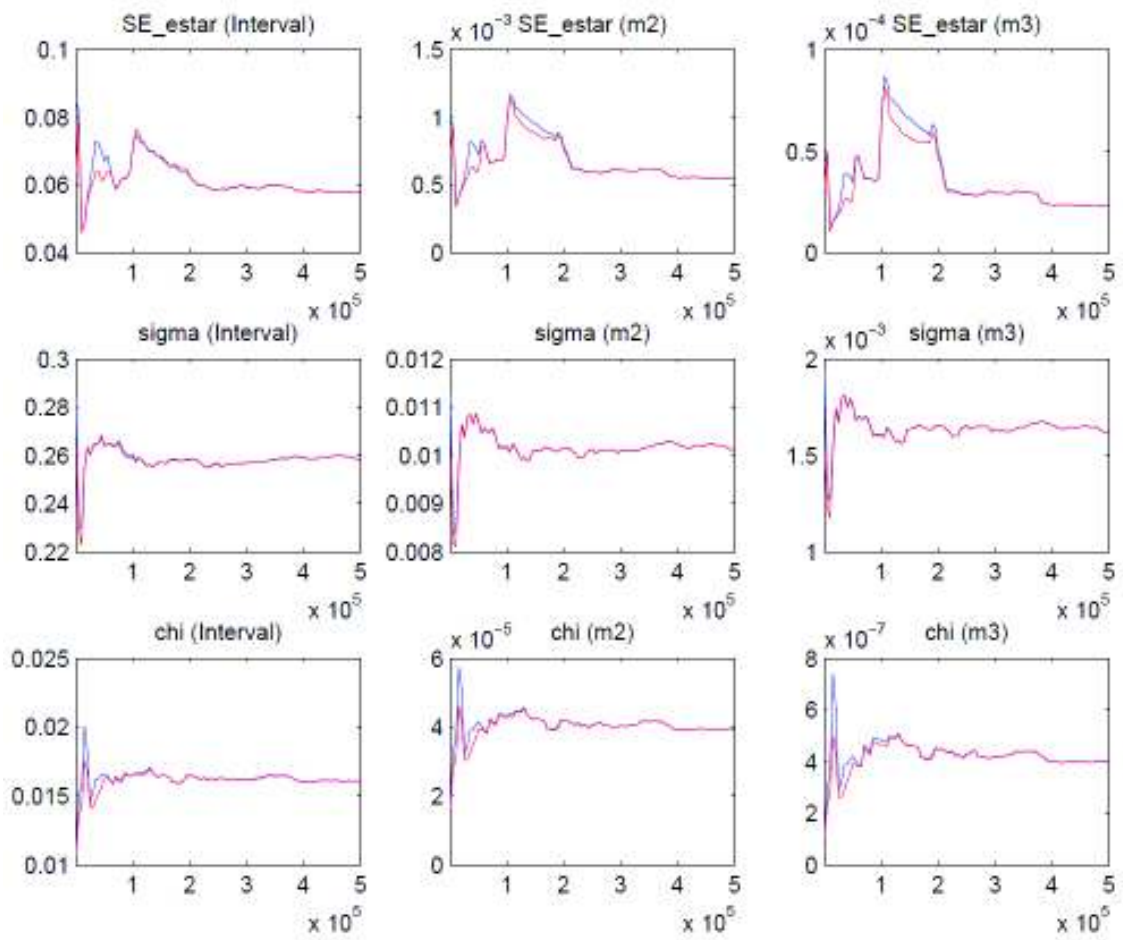 SE_estar (Interval)
0.1
0.08
0.06
0.04
1 2 3 4 5
x 10^5
x 10^-3 SE_estar (m2)
1.5
1
0.5
0
1 2 3 4 5
x 10^5
x 10^-4 SE_estar (m3)
1
0.5
0
1 2 3 4 5
x 10^5
sigma (Interval)
0.3
0.28
0.26
0.24
0.22
1 2 3 4 5
x 10^5
sigma (m2)
0.012
0.011
0.01
0.009
0.008
1 2 3 4 5
x 10^5
x 10^-3 sigma (m3)
2
1.5
1
1 2 3 4 5
x 10^5
chi (Interval)
0.025
0.02
0.015
0.01
1 2 3 4 5
x 10^5
x 10^-5 chi (m2)
6
4
2
0
1 2 3 4 5
x 10^5
x 10^-7 chi (m3)
8
6
4
2
0
1 2 3 4 5
x 10^5